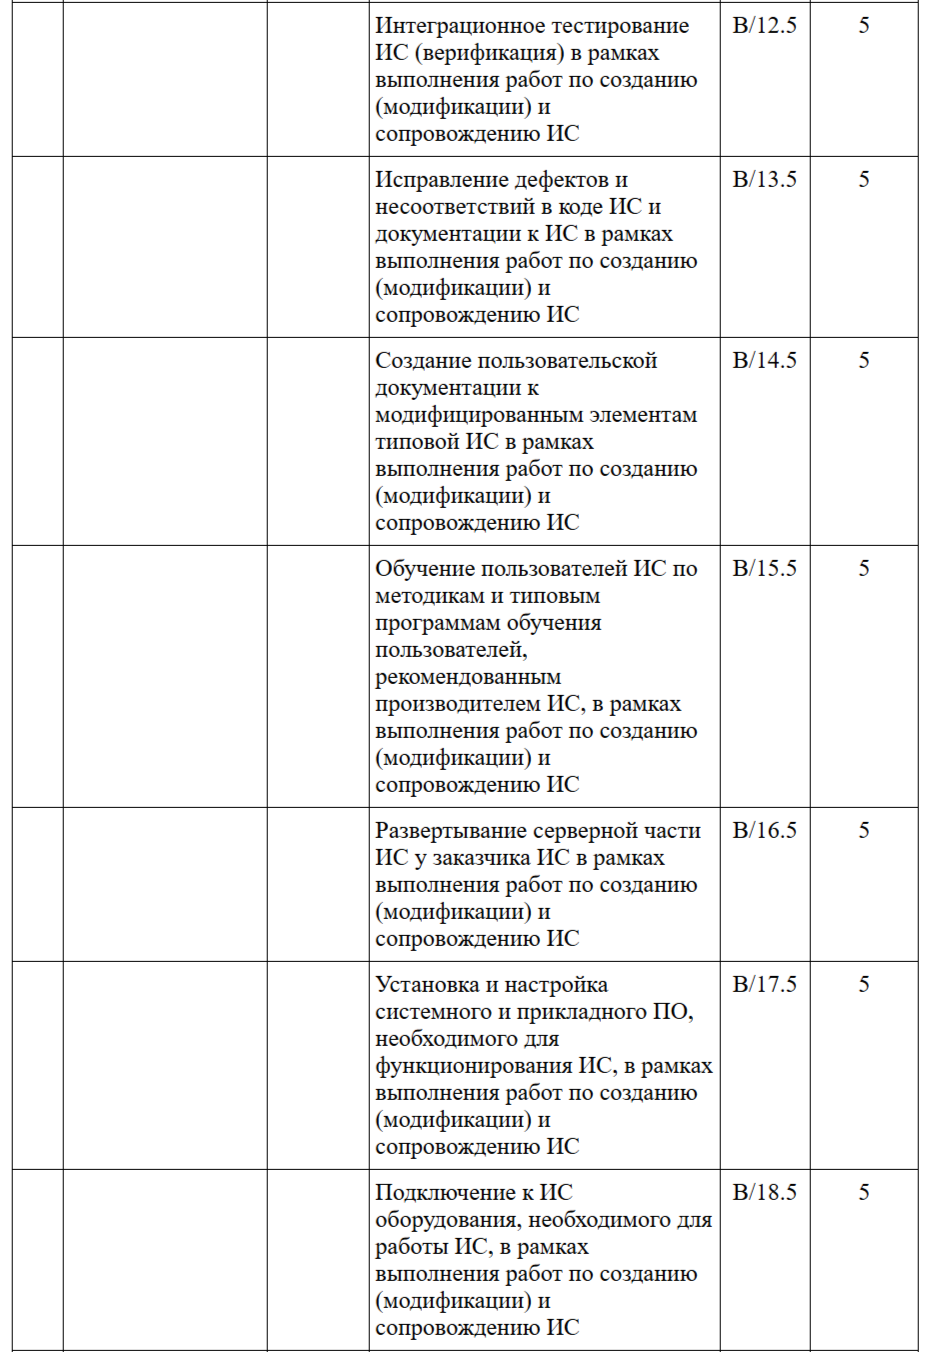 Интеграционное тестирование B/12.5 5
ИС (верификация) в рамках
выполнения работ по созданию
(модификации) и
сопровождению ИС
Исправление дефектов и B/13.5 5
несоответствий в коде ИС и
документации к ИС в рамках
выполнения работ по созданию
(модификации) и
сопровождению ИС
Создание пользовательской B/14.5 5
документации к
модифицированным элементам
типовой ИС в рамках
выполнения работ по созданию
(модификации) и
сопровождению ИС
Обучение пользователей ИС по B/15.5 5
методикам и типовым
программам обучения
пользователей,
рекомендованным
производителем ИС, в рамках
выполнения работ по созданию
(модификации) и
сопровождению ИС
Развертывание серверной части B/16.5 5
ИС у заказчика ИС в рамках
выполнения работ по созданию
(модификации) и
сопровождению ИС
Установка и настройка B/17.5 5
системного и прикладного ПО,
необходимого для
функционирования ИС, в рамках
выполнения работ по созданию
(модификации) и
сопровождению ИС
Подключение к ИС B/18.5 5
оборудования, необходимого для
работы ИС, в рамках
выполнения работ по созданию
(модификации) и
сопровождению ИС